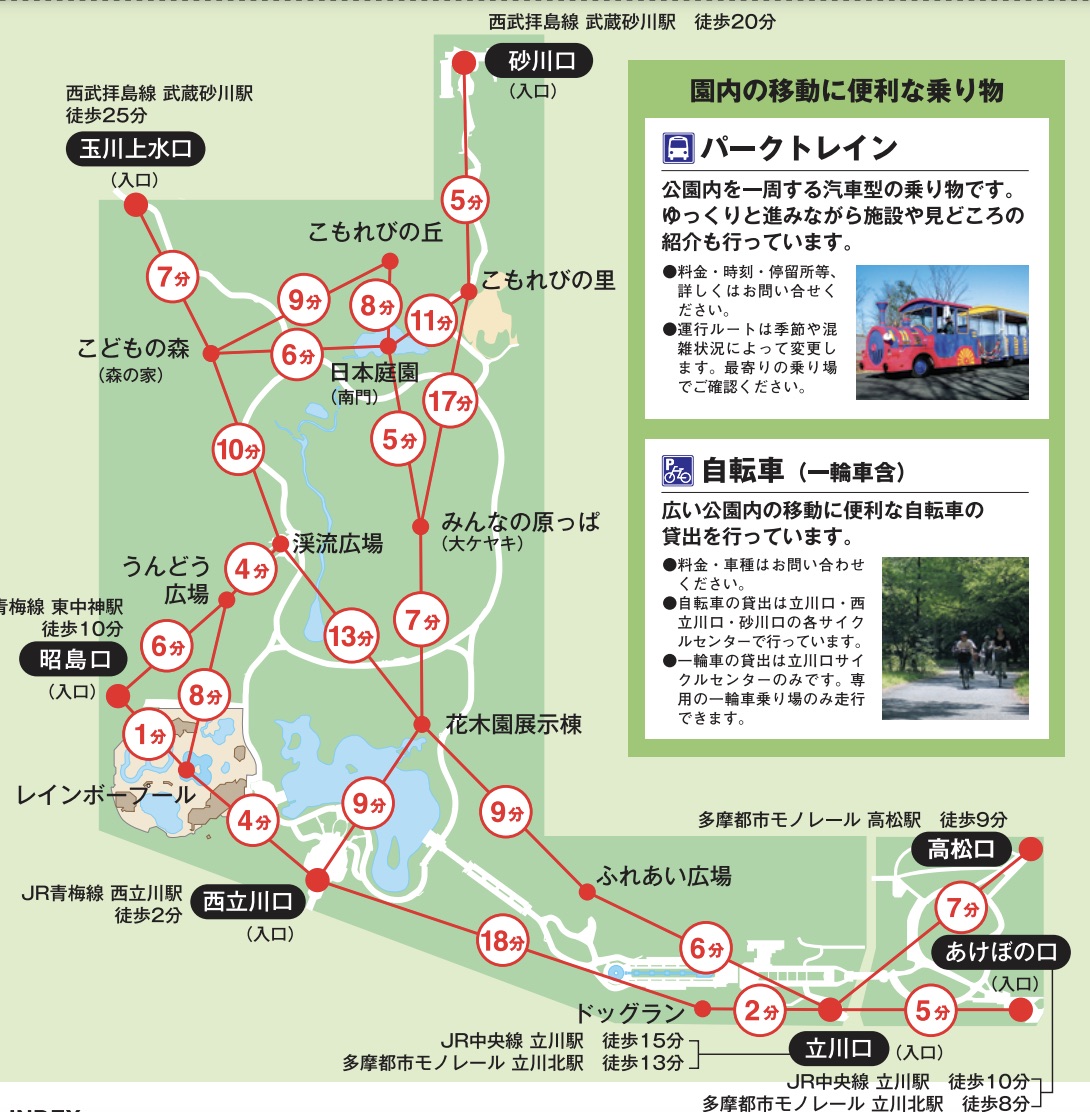 西武拝島線 武蔵砂川駅　徒歩20分
砂川口
（入口）
西武拝島線 武蔵砂川駅
徒歩25分
玉川上水口
（入口）
園内の移動に便利な乗り物
パークトレイン
公園内を一周する汽車型の乗り物です。
ゆっくりと進みながら施設や見どころの
紹介も行っています。
●料金・時刻・停留所等、
詳しくはお問い合せく
ださい。
●運行ルートは季節や混
雑状況によって変更し
ます。最寄りの乗り場
でご確認ください。
P
自転車（一輪車含）
広い公園内の移動に便利な自転車の
貸出を行っています。
●料金・車種はお問い合わせ
ください。
●自転車の貸出は立川口・西
立川口・砂川口の各サイク
ルセンターで行っています。
●一輪車の貸出は立川口サイ
クルセンターのみです。専
用の一輪車乗り場のみ走行
できます。
5分
こもれびの丘
7分
こもれびの里
9分
8分
11分
こどもの森
（森の家）
6分
日本庭園
（南門）
17分
5分
10分
みんなの原っぱ
（大ケヤキ）
渓流広場
うんどう
広場
4分
青梅線 東中神駅
徒歩10分
昭島口
（入口）
6分
13分
7分
8分
1分
花木園展示棟
レインボープール
4分
9分
9分
JR青梅線 西立川駅
徒歩2分
西立川口
（入口）
ふれあい広場
多摩都市モノレール 高松駅　徒歩9分
高松口
7分
18分
6分
あけぼの口
（入口）
ドッグラン
2分
5分
立川口
（入口）
JR中央線 立川駅　徒歩15分
多摩都市モノレール 立川北駅　徒歩13分
JR中央線 立川駅　徒歩10分
多摩都市モノレール 立川北駅　徒歩8分